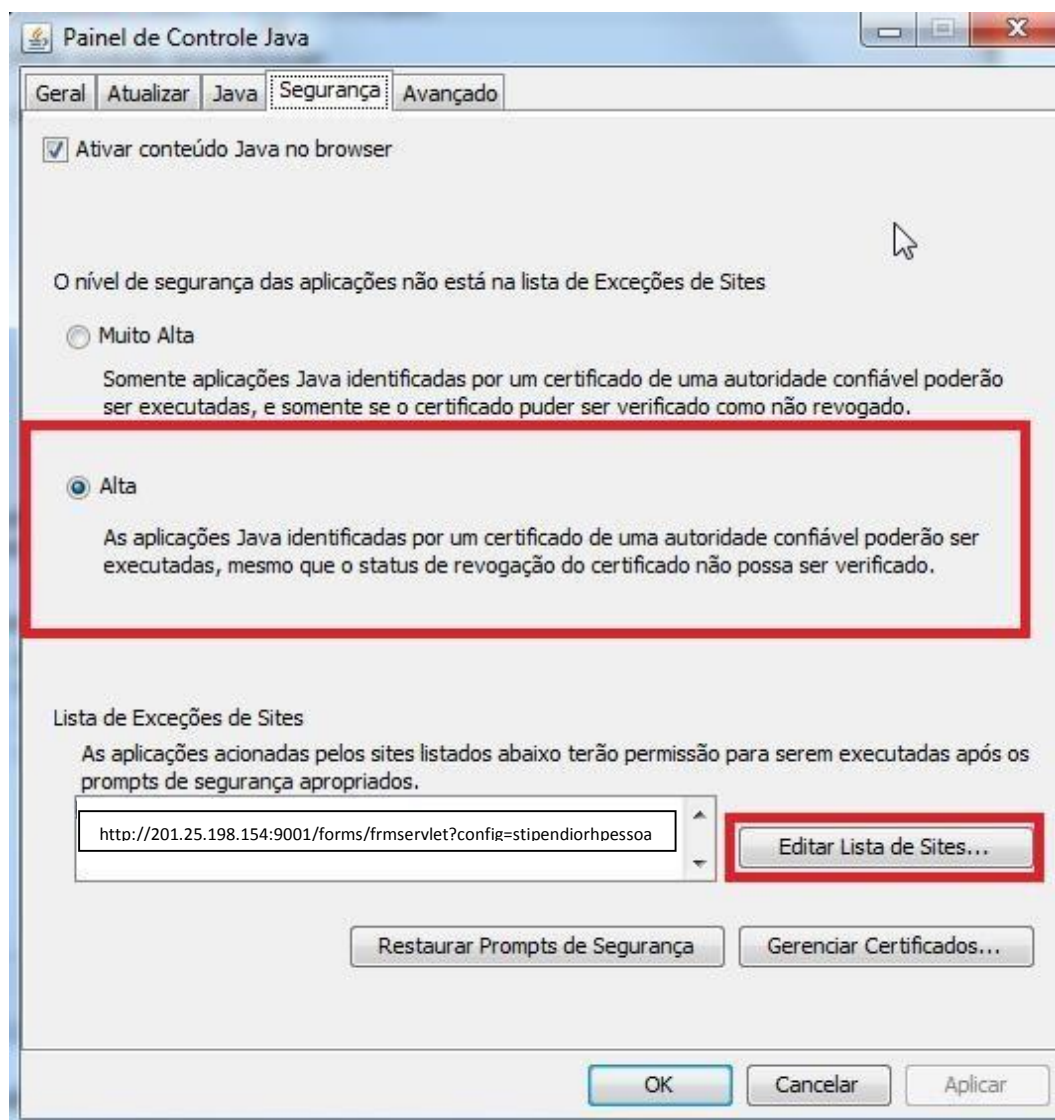 Painel de Controle Java
Geral Atualizar Java Segurança Avançado
Ativar conteúdo Java no browser
O nível de segurança das aplicações não está na lista de Exceções de Sites
Muito Alta
Somente aplicações Java identificadas por um certificado de uma autoridade confiável poderão
ser executadas, e somente se o certificado puder ser verificado como não revogado.
Alta
As aplicações Java identificadas por um certificado de uma autoridade confiável poderão ser
executadas, mesmo que o status de revogação do certificado não possa ser verificado.
Lista de Exceções de Sites
As aplicações acionadas pelos sites listados abaixo terão permissão para serem executadas após os
prompts de segurança apropriados.
http://201.25.198.154:9001/forms/frmservlet?config=stipendiorhpessoa
Editar Lista de Sites...
Restaurar Prompts de Segurança Gerenciar Certificados...
OK Cancelar Aplicar